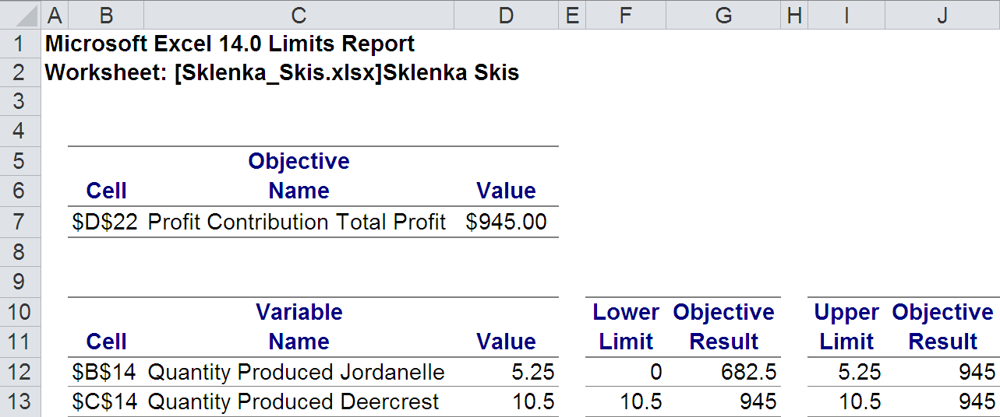 A B C D E F G H I J
1 Microsoft Excel 14.0 Limits Report
2 Worksheet: [Sklenka_Skis.xlsx]Sklenka Skis
3
4
5 Objective
6 Cell Name Value
7 $D$22 Profit Contribution Total Profit $945.00
8
9
10 Variable Lower Objective Upper Objective
11 Cell Name Value Limit Result Limit Result
12 $B$14 Quantity Produced Jordanelle 5.25 0 682.5 5.25 945
13 $C$14 Quantity Produced Deercrest 10.5 10.5 945 10.5 945